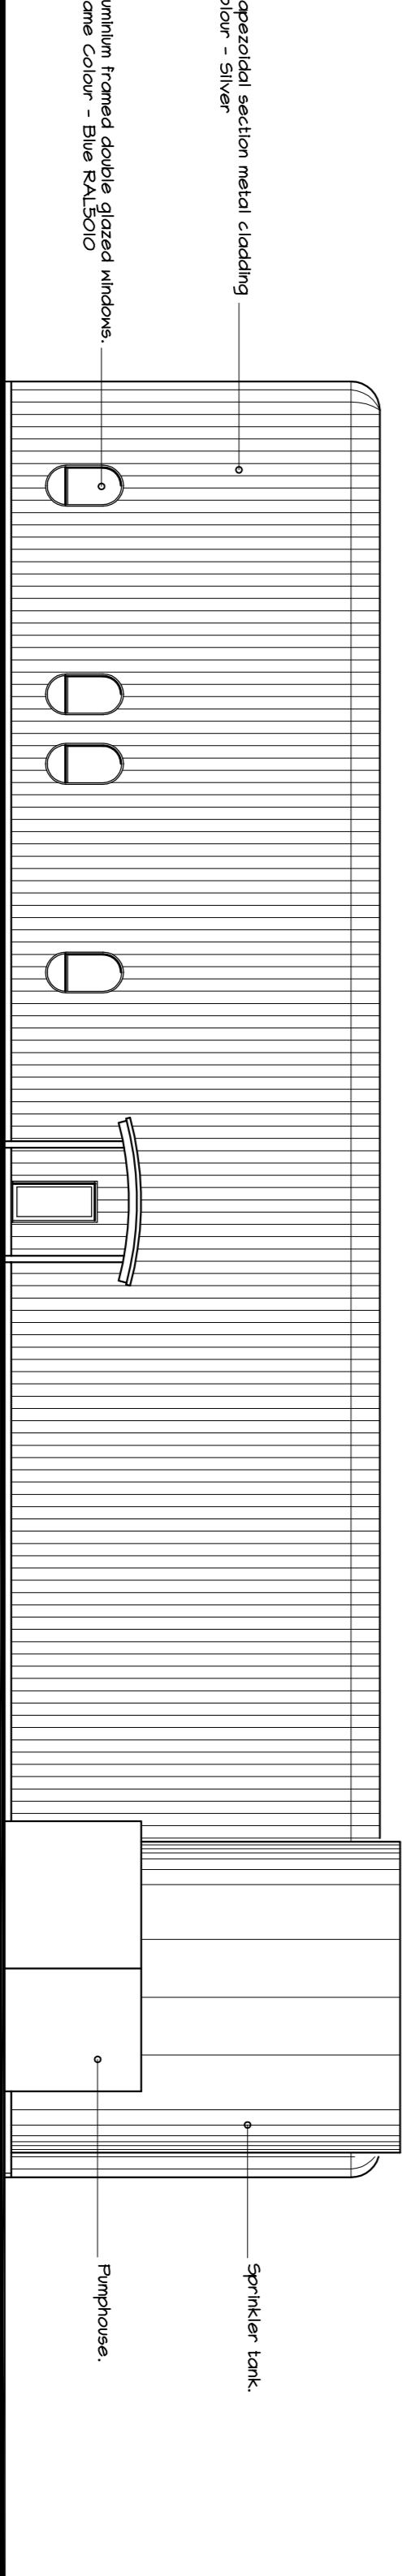 apezoidal section metal cladding
olour - Silver
uminium framed double glazed windows.
ame Colour - Blue RAL5010
Sprinkler tank.
Pumphouse.